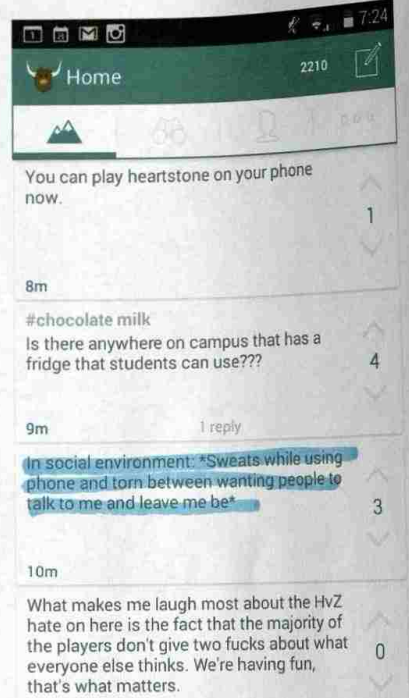 7:24
Home
2210
You can play heartstone on your phone
now.
1
8m
#chocolate milk
Is there anywhere on campus that has a
fridge that students can use???
4
9m
1 reply
In social environment: *Sweats while using
phone and torn between wanting people to
talk to me and leave me be*
3
10m
What makes me laugh most about the HvZ
hate on here is the fact that the majority of
the players don't give two fucks about what
everyone else thinks. We're having fun,
that's what matters.
0